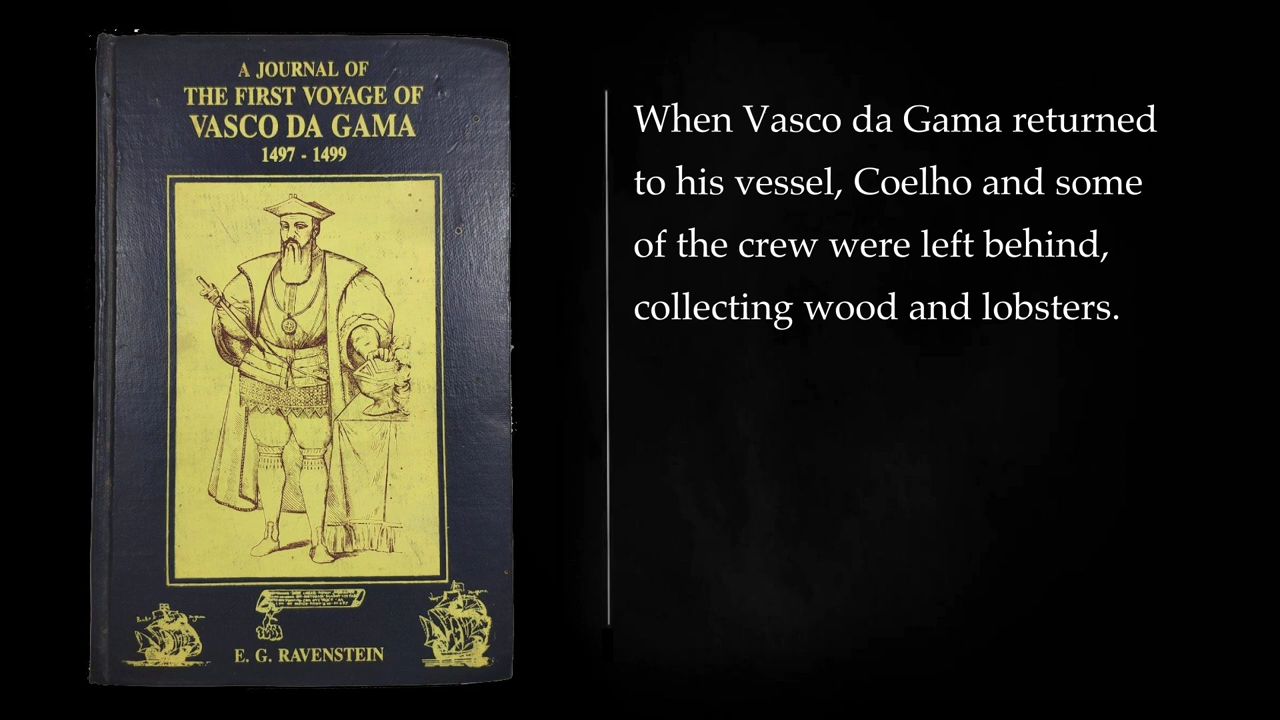 A JOURNAL OF
THE FIRST VOYAGE OF
VASCO DA GAMA
1497 - 1499
E. G. RAVENSTEIN
When Vasco da Gama returned
to his vessel, Coelho and some
of the crew were left behind,
collecting wood and lobsters.